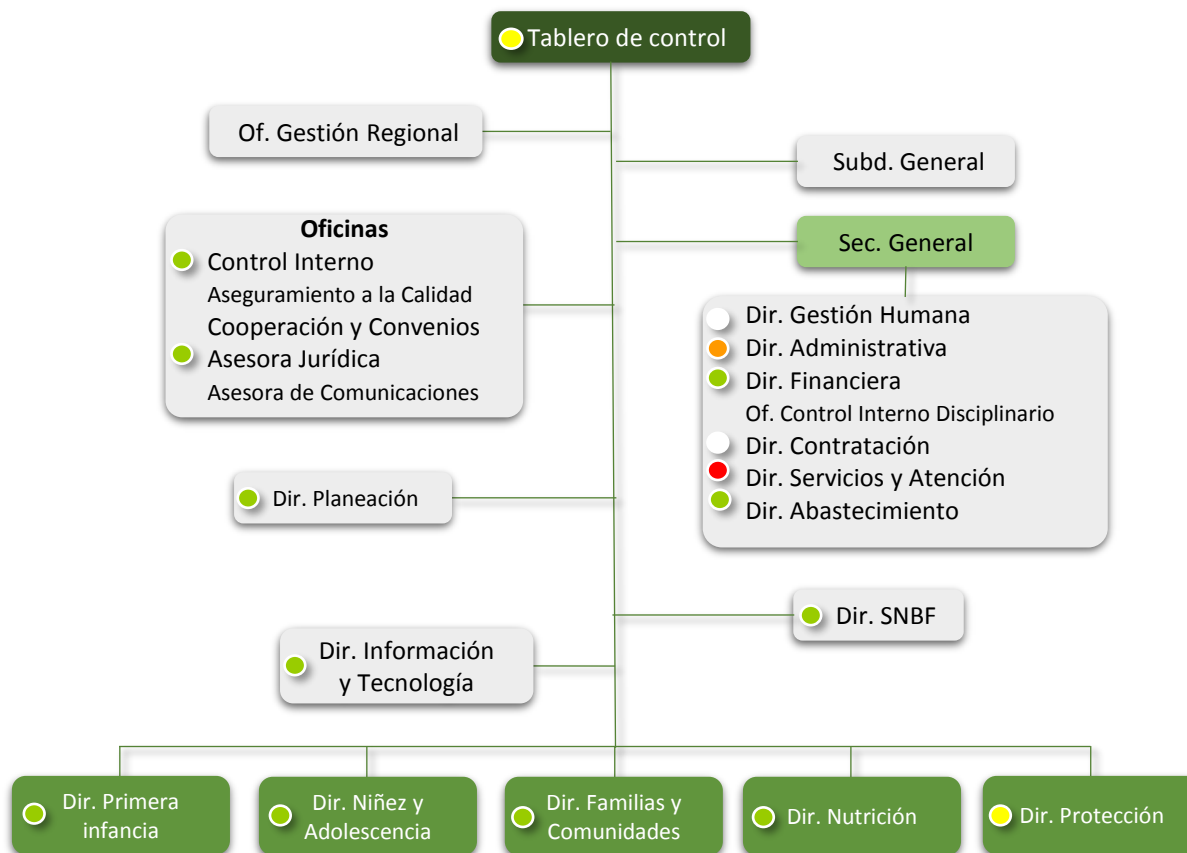 Tablero de control
Of. Gestión Regional
Subd. General
Oficinas
Control Interno
Aseguramiento a la Calidad
Cooperación y Convenios
Asesora Jurídica
Asesora de Comunicaciones
Sec. General
Dir. Gestión Humana
Dir. Administrativa
Dir. Financiera
Of. Control Interno Disciplinario
Dir. Contratación
Dir. Servicios y Atención
Dir. Abastecimiento
Dir. Planeación
Dir. SNBF
Dir. Información
y Tecnología
Dir. Primera
infancia
Dir. Niñez y
Adolescencia
Dir. Familias y
Comunidades
Dir. Nutrición
Dir. Protección